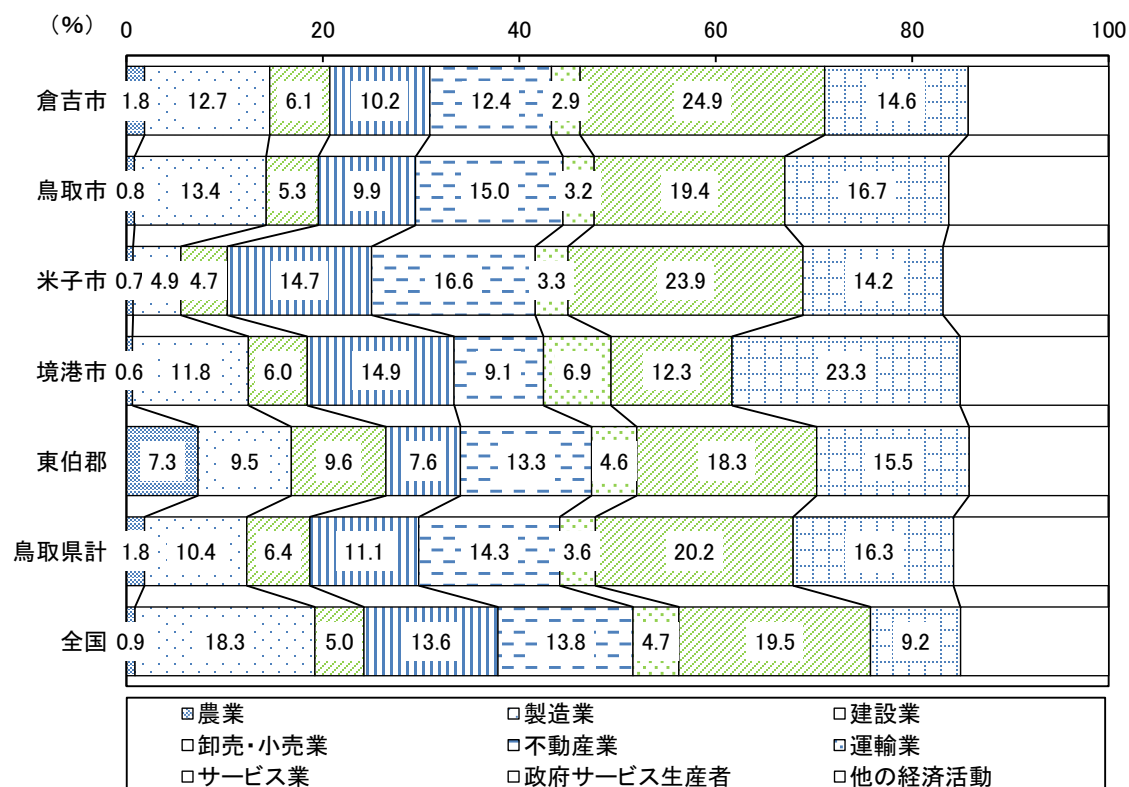 （％） 0 20 40 60 80 100
倉吉市 1.8 12.7 6.1 10.2 12.4 2.9 24.9 14.6
鳥取市 0.8 13.4 5.3 9.9 15.0 3.2 19.4 16.7
米子市 0.7 4.9 4.7 14.7 16.6 3.3 23.9 14.2
境港市 0.6 11.8 6.0 14.9 9.1 6.9 12.3 23.3
東伯郡 7.3 9.5 9.6 7.6 13.3 4.6 18.3 15.5
鳥取県計 1.8 10.4 6.4 11.1 14.3 3.6 20.2 16.3
全国 0.9 18.3 5.0 13.6 13.8 4.7 19.5 9.2
農業 製造業 建設業
卸売・小売業 不動産業 運輸業
サービス業 政府サービス生産者 他の経済活動